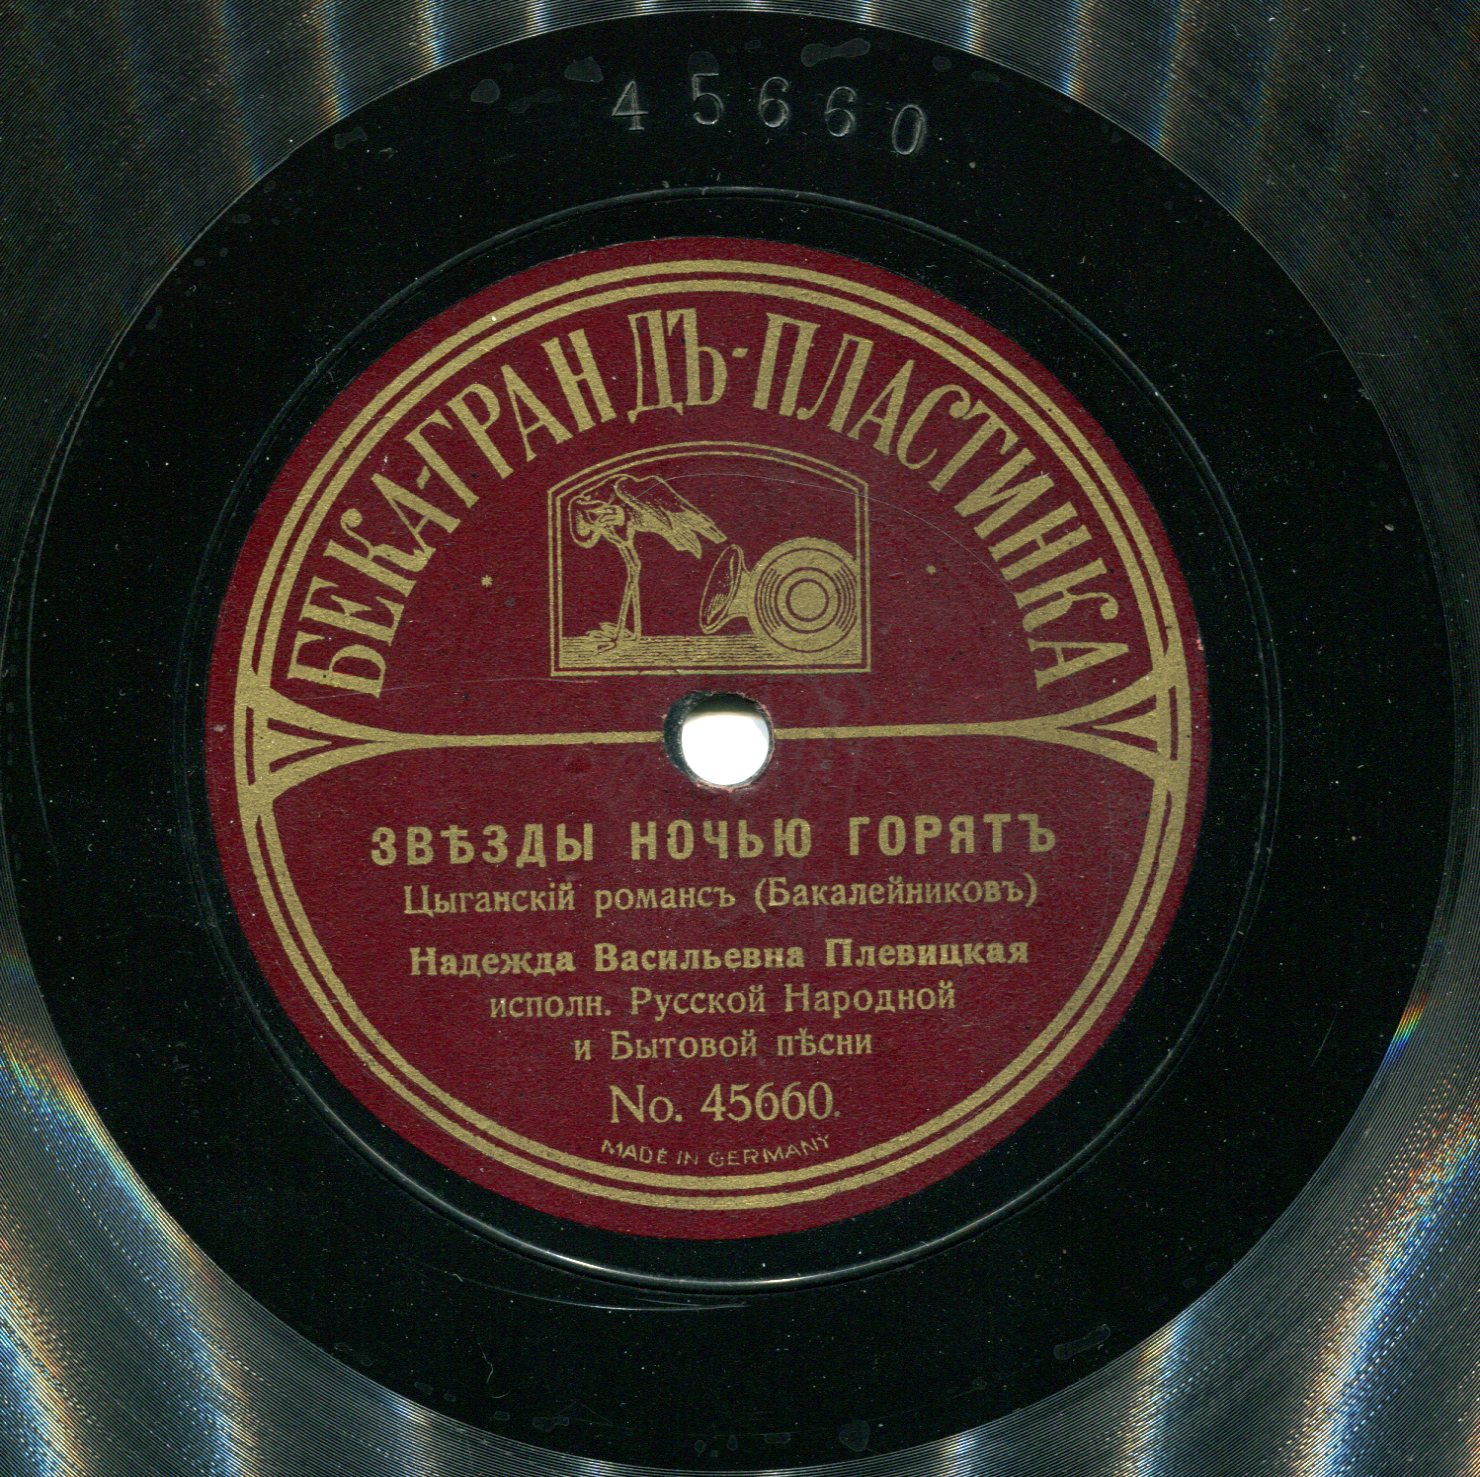 45660
БЕКА-ГРАНДЪ-ПЛАСТИНКА
ЗВѢЗДЫ НОЧЬЮ ГОРЯТЪ
Цыганскій романсъ (Бакалейниковъ)
Надежда Васильевна Плевицкая
исполн. Русской Народной
и Бытовой пѣсни
No. 45660.
MADE IN GERMANY